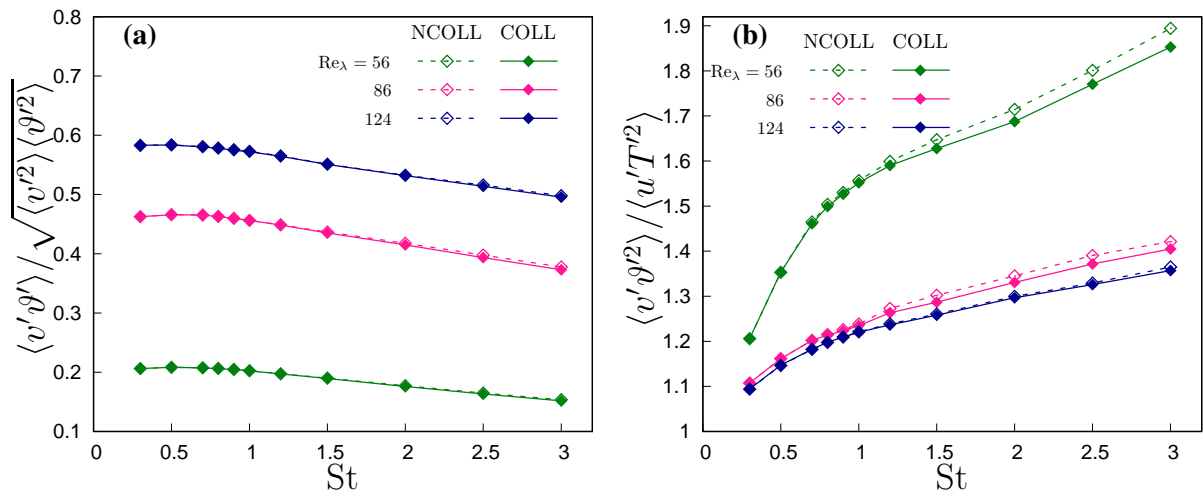 (a)
NCOLL COLL
Re_λ = 56
86
124
0.8
0.7
0.6
0.5
0.4
0.3
0.2
0.1
0 0.5 1 1.5 2 2.5 3
St
⟨v′ϑ′⟩/√⟨v′²⟩⟨ϑ′²⟩
(b)
NCOLL COLL
Re_λ = 56
86
124
1.9
1.8
1.7
1.6
1.5
1.4
1.3
1.2
1.1
1
0 0.5 1 1.5 2 2.5 3
St
⟨v′ϑ′²⟩/⟨u′T′²⟩